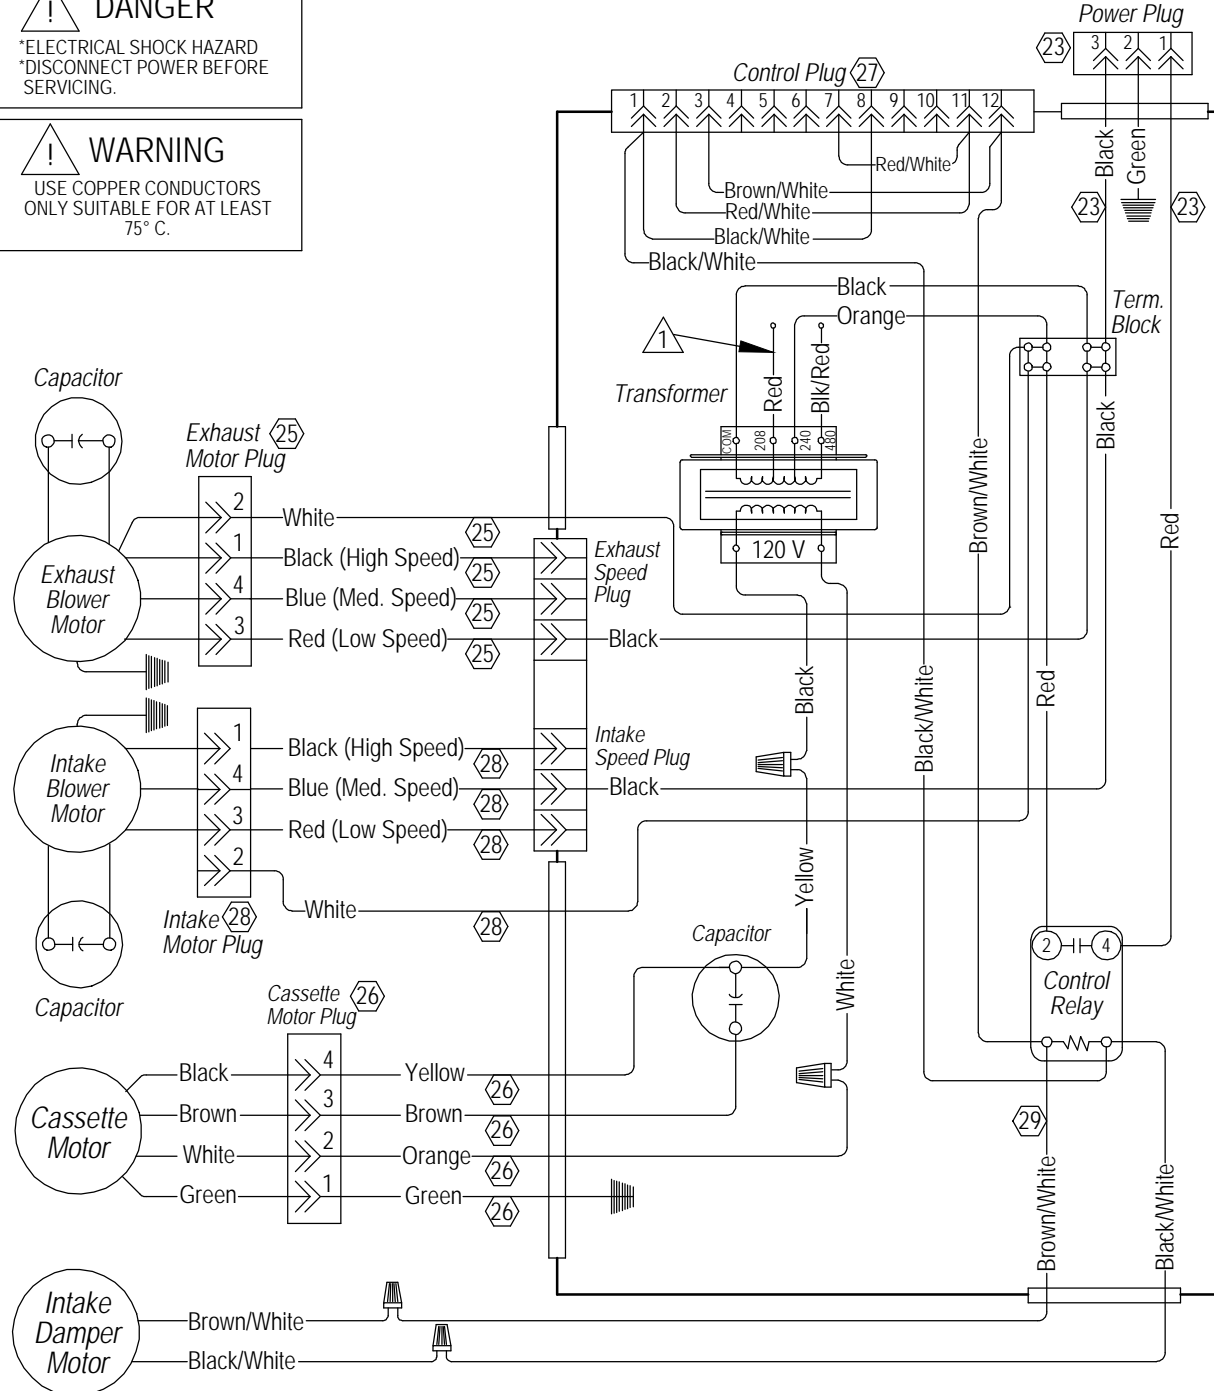 ! DANGER
*ELECTRICAL SHOCK HAZARD
*DISCONNECT POWER BEFORE
SERVICING.
! WARNING
USE COPPER CONDUCTORS
ONLY SUITABLE FOR AT LEAST
75° C.
Power Plug
23
3 2 1
Control Plug 27
1 2 3 4 5 6 7 8 9 10 11 12
Black
Green
23
23
Red/White
Brown/White
Red/White
Black/White
Black/White
Black
Orange
Term.
Block
1
Transformer
Red
Blk/Red
COM 208 240 480
120 V
Black
Brown/White
Red
Capacitor
Exhaust 25
Motor Plug
2
White
25
1
Black (High Speed)
25
4
Blue (Med. Speed)
25
3
Red (Low Speed)
25
Exhaust
Blower
Motor
Exhaust
Speed
Plug
Black
Black
Black/White
Red
Intake
Blower
Motor
1
Black (High Speed)
28
4
Blue (Med. Speed)
28
3
Red (Low Speed)
28
2
White
28
Intake
Speed Plug
Black
Intake 28
Motor Plug
Capacitor
Yellow
Capacitor
White
2 4
Control
Relay
Cassette 26
Motor Plug
Cassette
Motor
Black
4
Yellow
26
Brown
3
Brown
26
White
2
Orange
26
Green
1
Green
26
29
Brown/White
Black/White
Intake
Damper
Motor
Brown/White
Black/White